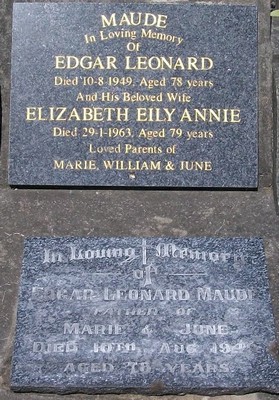 MAUDE
In Loving Memory
Of
EDGAR LEONARD
Died 10-8-1949, Aged 78 years
And His Beloved Wife
ELIZABETH EILY ANNIE
Died 29-1-1963, Aged 79 years
Loved Parents of
MARIE, WILLIAM & JUNE
In Loving Memory
of
EDGAR LEONARD MAUDE
FATHER OF
MARIE & JUNE
DIED 10TH, AUG 1949
AGED 78 YEARS